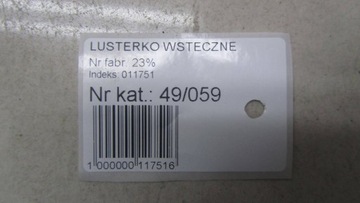 LUSTERKO WSTECZNE
Nr fabr. 23%
Indeks: 011751
Nr kat.: 49/059
1 000000 117516